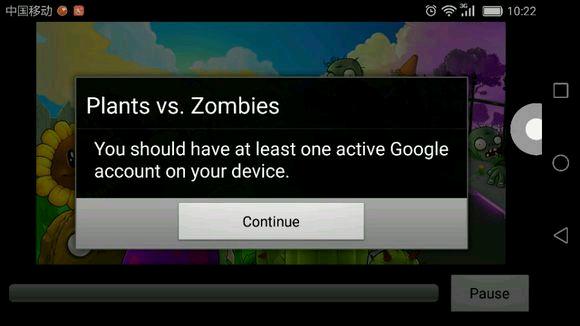 中国移动
3G
10:22
Plants vs. Zombies
You should have at least one active Google
account on your device.
Continue
Pause